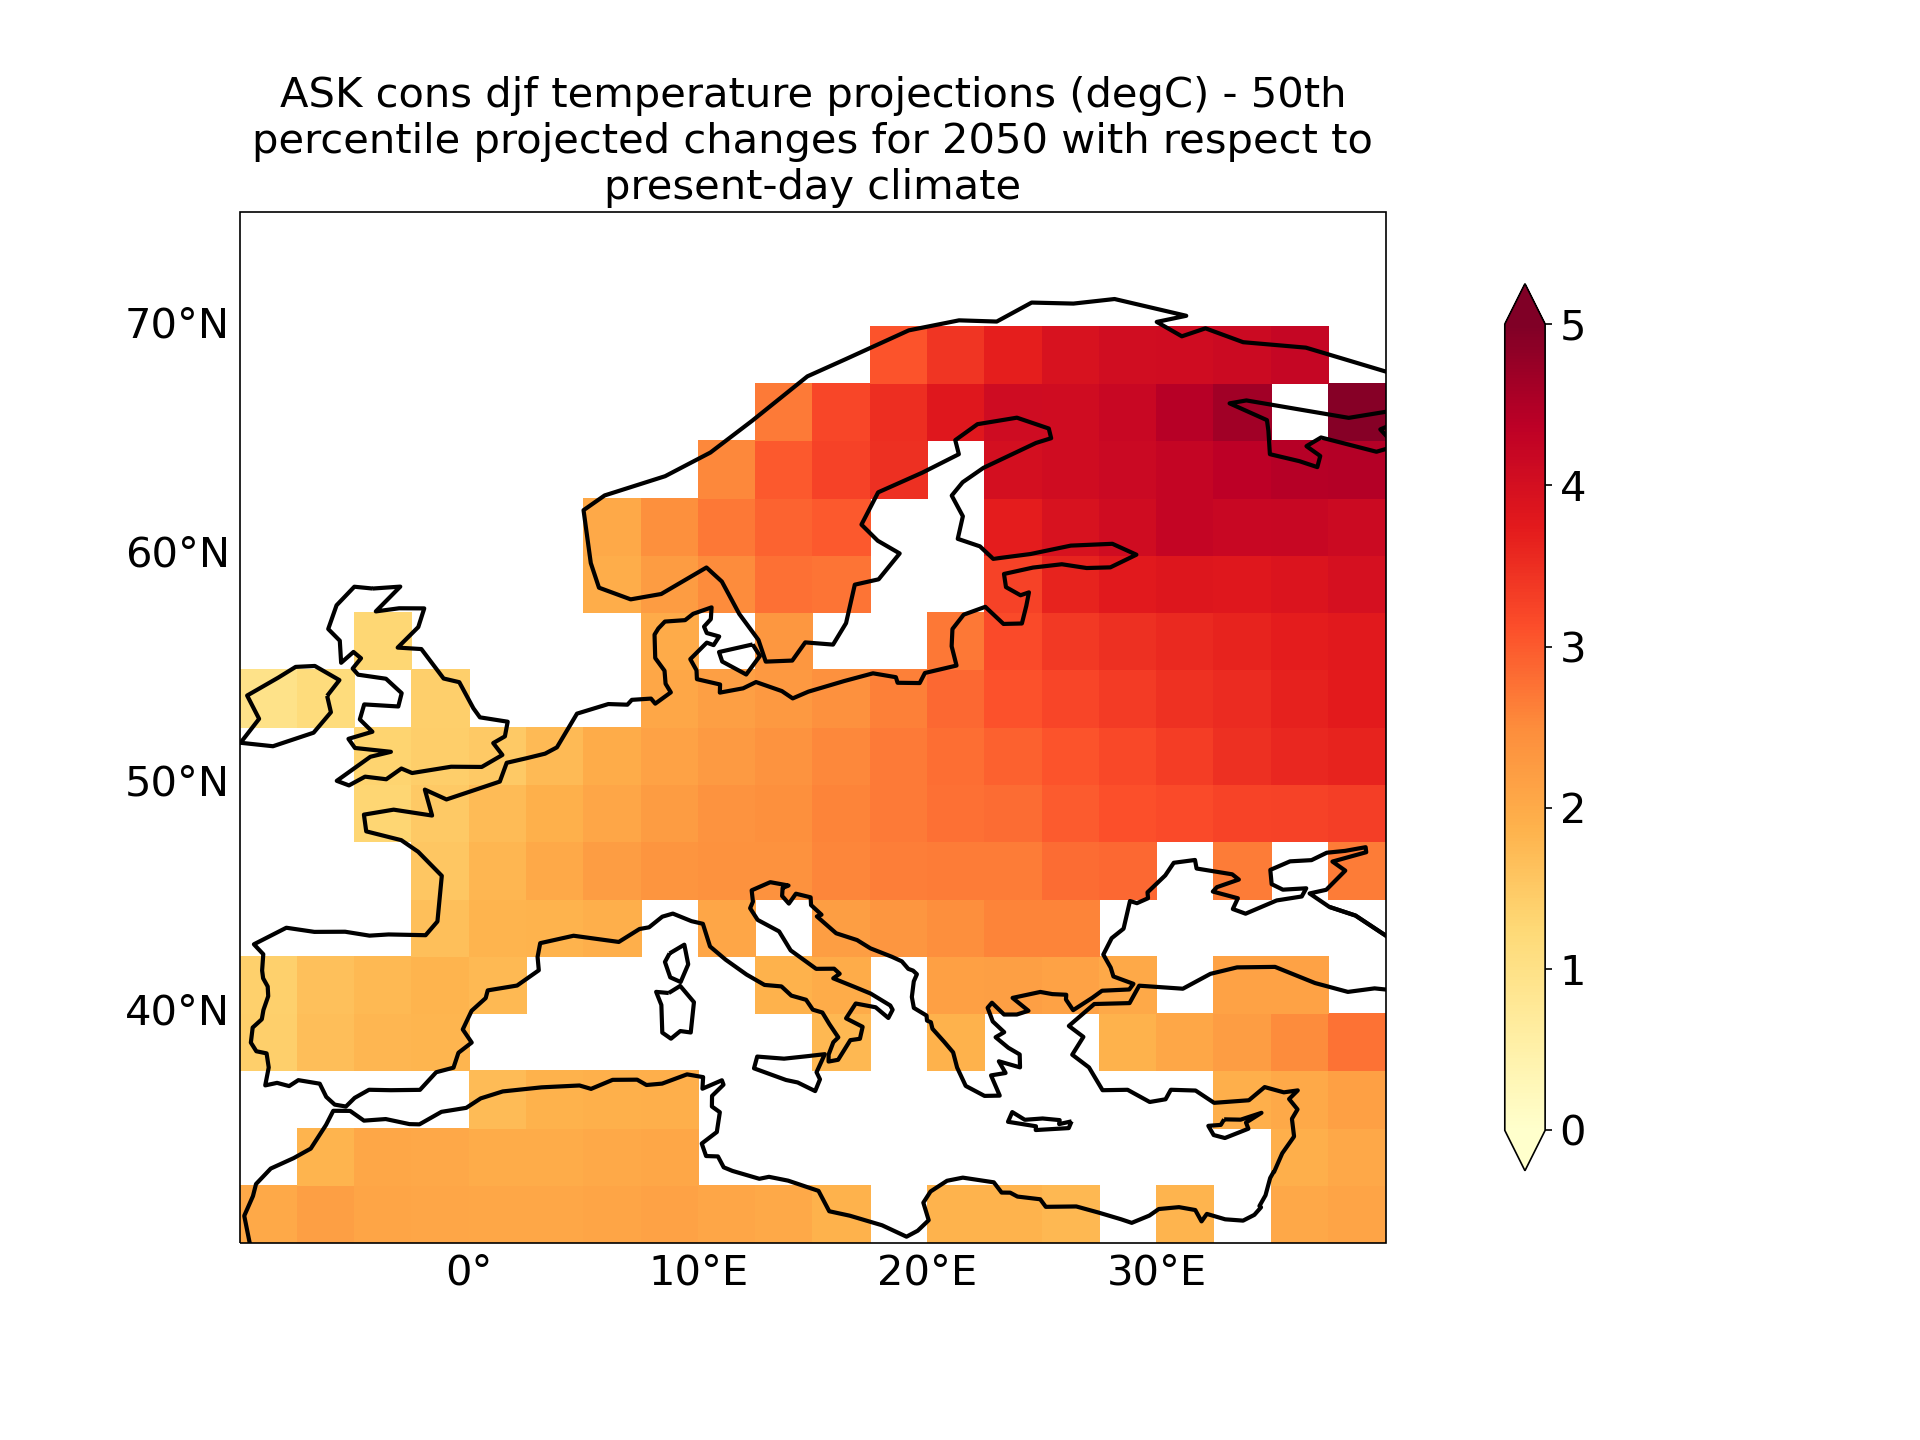 ASK cons djf temperature projections (degC) - 50th
percentile projected changes for 2050 with respect to
present-day climate
70°N
60°N
50°N
40°N
0°
10°E
20°E
30°E
5
4
3
2
1
0